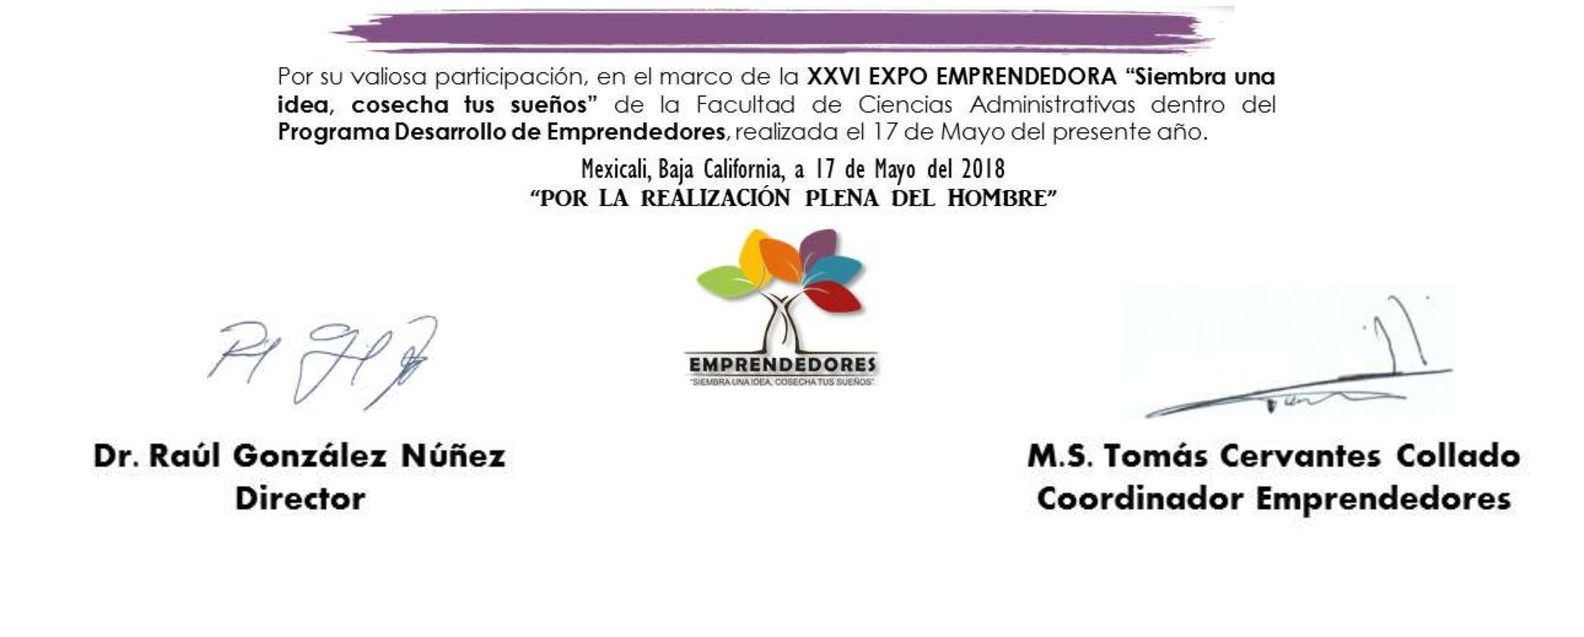 Por su valiosa participación, en el marco de la XXVI EXPO EMPRENDEDORA “Siembra una
idea, cosecha tus sueños” de la Facultad de Ciencias Administrativas dentro del
Programa Desarrollo de Emprendedores, realizada el 17 de Mayo del presente año.
Mexicali, Baja California, a 17 de Mayo del 2018
“POR LA REALIZACIÓN PLENA DEL HOMBRE”
EMPRENDEDORES
"SIEMBRA UNA IDEA, COSECHA TUS SUEÑOS"
Dr. Raúl González Núñez
Director
M.S. Tomás Cervantes Collado
Coordinador Emprendedores